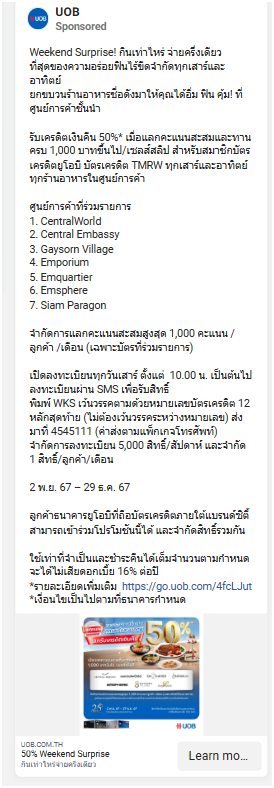 UOB
Sponsored
Weekend Surprise! กินเท่าไหร่ จ่ายครึ่งเดียว
ที่สุดของความอร่อยฟินไร้ขีดจำกัดทุกเสาร์และ
อาทิตย์
ยกขบวนร้านอาหารชื่อดังมาให้คุณได้อิ่ม ฟิน คุ้ม! ที่
ศูนย์การค้าชั้นนำ
รับเครดิตเงินคืน 50%* เมื่อแลกคะแนนสะสมและทาน
ครบ 1,000 บาทขึ้นไป/เซลส์สลิป สำหรับสมาชิกบัตร
เครดิตยูโอบี บัตรเครดิต TMRW ทุกเสาร์และอาทิตย์
ทุกร้านอาหารในศูนย์การค้า
ศูนย์การค้าที่ร่วมรายการ
1. CentralWorld
2. Central Embassy
3. Gaysorn Village
4. Emporium
5. Emquartier
6. Emsphere
7. Siam Paragon
จำกัดการแลกคะแนนสะสมสูงสุด 1,000 คะแนน /
ลูกค้า /เดือน (เฉพาะบัตรที่ร่วมรายการ)
เปิดลงทะเบียนทุกวันเสาร์ ตั้งแต่ 10.00 น. เป็นต้นไป
ลงทะเบียนผ่าน SMS เพื่อรับสิทธิ์
พิมพ์ WKS เว้นวรรคตามด้วยหมายเลขบัตรเครดิต 12
หลักสุดท้าย (ไม่ต้องเว้นวรรคระหว่างหมายเลข) ส่ง
มาที่ 4545111 (ค่าส่งตามแพ็กเกจโทรศัพท์)
จำกัดการลงทะเบียน 5,000 สิทธิ์/สัปดาห์ และจำกัด
1 สิทธิ์/ลูกค้า/เดือน
2 พ.ย. 67 – 29 ธ.ค. 67
ลูกค้าธนาคารยูโอบีที่ถือบัตรเครดิตภายใต้แบรนด์ซิตี้
สามารถเข้าร่วมโปรโมชันนี้ได้ และจำกัดสิทธิ์รวมกัน
ใช้เท่าที่จำเป็นและชำระคืนได้เต็มจำนวนตามกำหนด
จะได้ไม่เสียดอกเบี้ย 16% ต่อปี
*รายละเอียดเพิ่มเติม https://go.uob.com/4fcLJut
*เงื่อนไขเป็นไปตามที่ธนาคารกำหนด
50%
25
UOB
UOB.COM.TH
50% Weekend Surprise
กินเท่าไหร่จ่ายครึ่งเดียว
Learn mo...